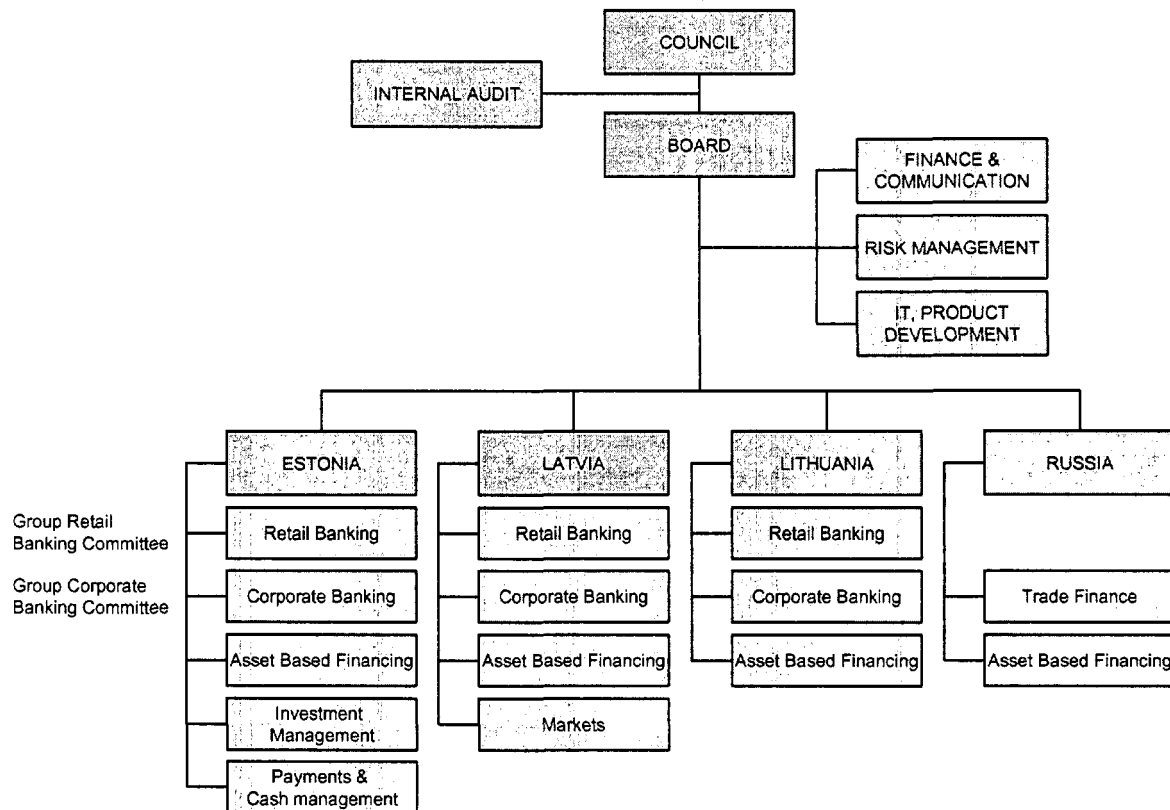 COUNCIL
INTERNAL AUDIT
BOARD
FINANCE &
COMMUNICATION
RISK MANAGEMENT
IT, PRODUCT
DEVELOPMENT
ESTONIA
LATVIA
LITHUANIA
RUSSIA
Group Retail
Banking Committee
Retail Banking
Retail Banking
Retail Banking
Group Corporate
Banking Committee
Corporate Banking
Corporate Banking
Corporate Banking
Trade Finance
Asset Based Financing
Asset Based Financing
Asset Based Financing
Asset Based Financing
Investment
Management
Markets
Payments &
Cash management